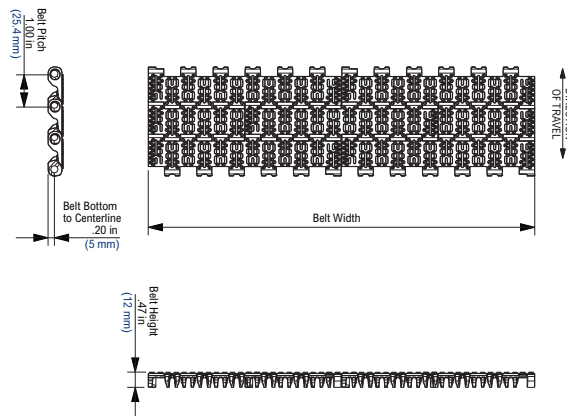 Belt Pitch
1.00 in
(25.4 mm)
OF TRAVEL
Belt Bottom
to Centerline
.20 in
(5 mm)
Belt Width
Belt Height
.47 in
(12 mm)